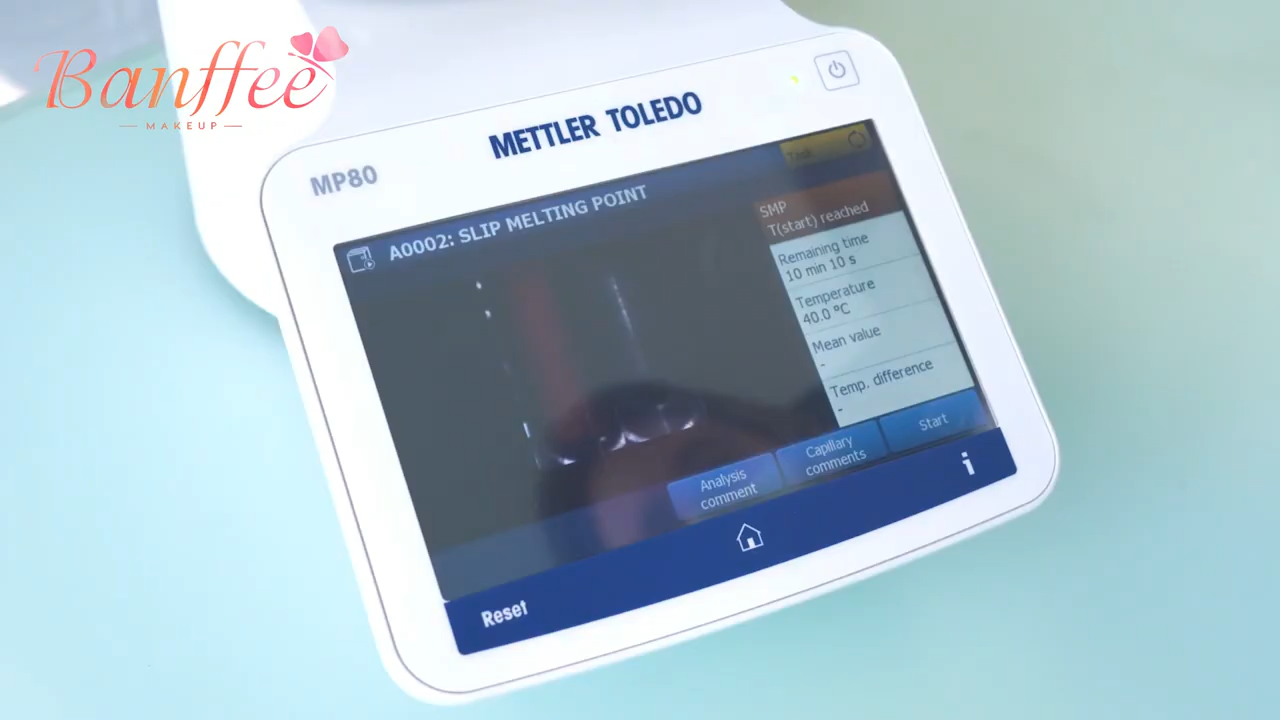 Banffee
MAKEUP
METTLER TOLEDO
MP80
A0002: SLIP MELTING POINT
Task
SMP
T(start) reached
Remaining time
10 min 10 s
Temperature
40.0 °C
Mean value
-
Temp. difference
-
Analysis
comment
Capillary
comments
Start
i
Reset